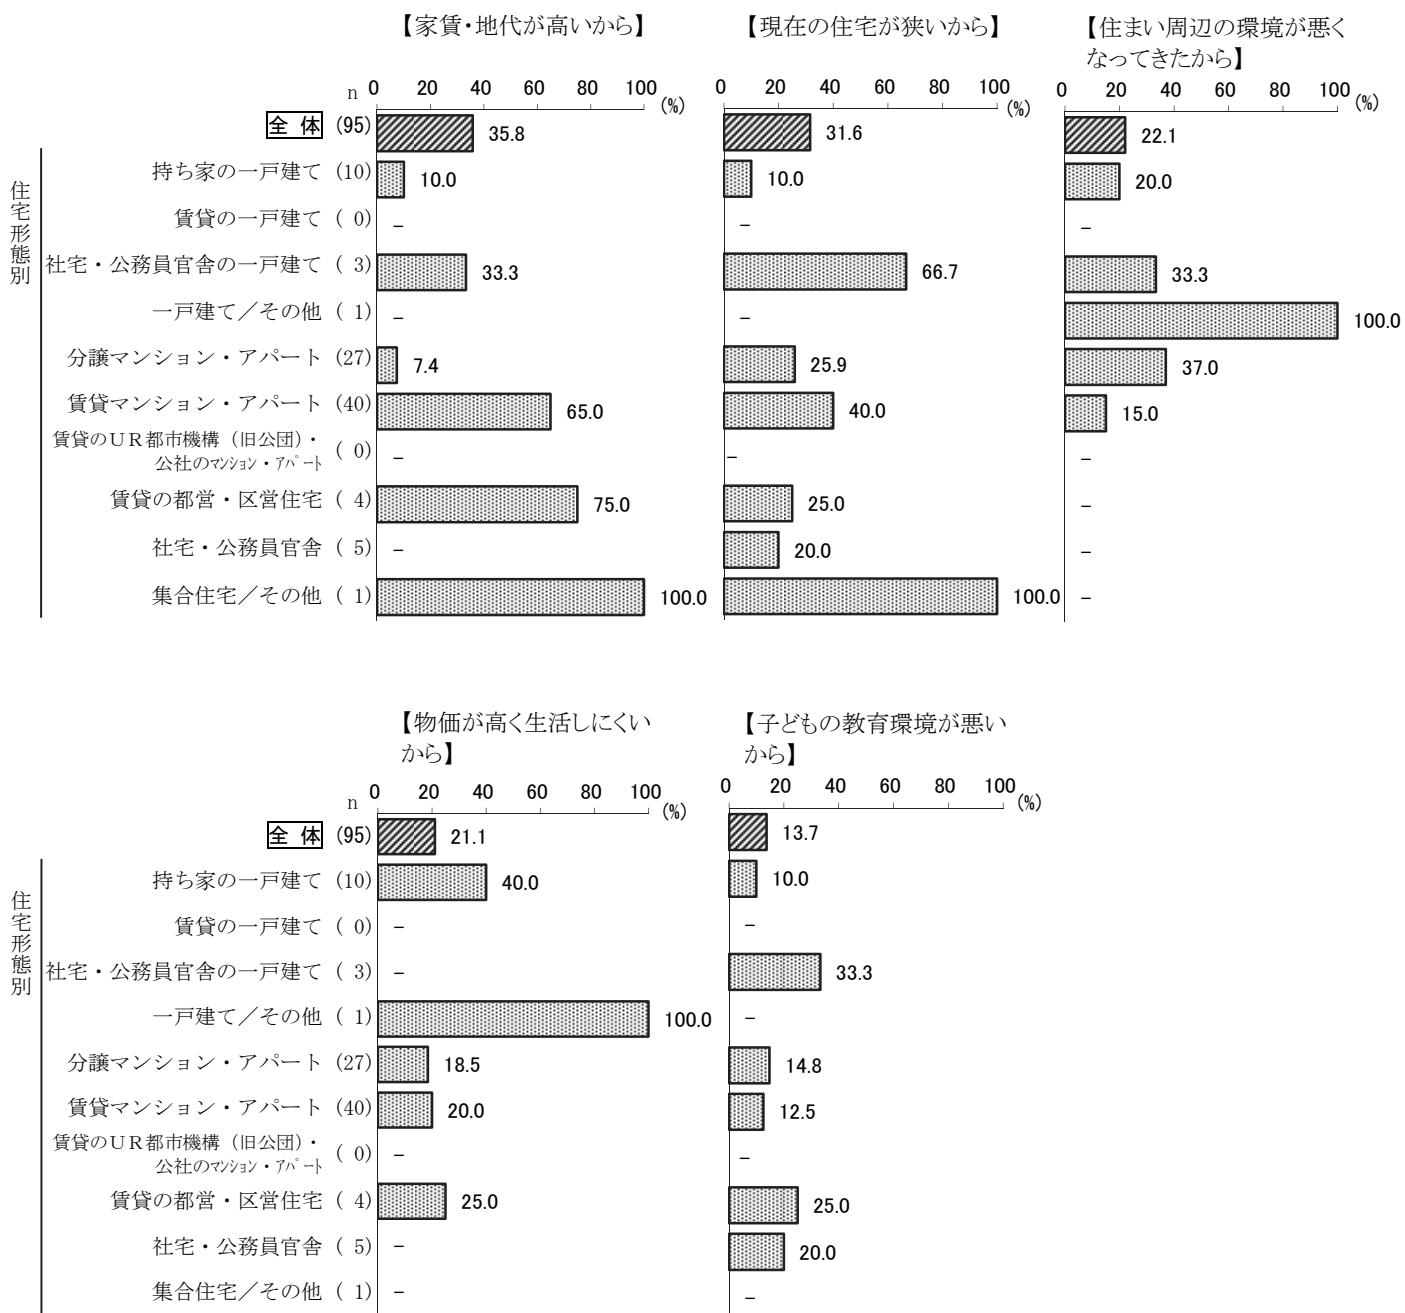 【家賃・地代が高いから】 【現在の住宅が狭いから】 【住まい周辺の環境が悪く
なってきたから】
n 0 20 40 60 80 100 (%) 0 20 40 60 80 100 (%) 0 20 40 60 80 100 (%)
全 体 (95) 35.8 31.6 22.1
住宅形態別
持ち家の一戸建て (10) 10.0 10.0 20.0
賃貸の一戸建て ( 0) – – –
社宅・公務員官舎の一戸建て ( 3) 33.3 66.7 33.3
一戸建て／その他 ( 1) – – 100.0
分譲マンション・アパート (27) 7.4 25.9 37.0
賃貸マンション・アパート (40) 65.0 40.0 15.0
賃貸のＵＲ都市機構（旧公団）・
公社のﾏﾝｼｮﾝ・ｱﾊﾟｰﾄ ( 0) – – –
賃貸の都営・区営住宅 ( 4) 75.0 25.0 –
社宅・公務員官舎 ( 5) – 20.0 –
集合住宅／その他 ( 1) 100.0 100.0 –
【物価が高く生活しにくい 【子どもの教育環境が悪い
から】 から】
n 0 20 40 60 80 100 (%) 0 20 40 60 80 100 (%)
全 体 (95) 21.1 13.7
住宅形態別
持ち家の一戸建て (10) 40.0 10.0
賃貸の一戸建て ( 0) – –
社宅・公務員官舎の一戸建て ( 3) – 33.3
一戸建て／その他 ( 1) 100.0 –
分譲マンション・アパート (27) 18.5 14.8
賃貸マンション・アパート (40) 20.0 12.5
賃貸のＵＲ都市機構（旧公団）・
公社のﾏﾝｼｮﾝ・ｱﾊﾟｰﾄ ( 0) – –
賃貸の都営・区営住宅 ( 4) 25.0 25.0
社宅・公務員官舎 ( 5) – 20.0
集合住宅／その他 ( 1) – –